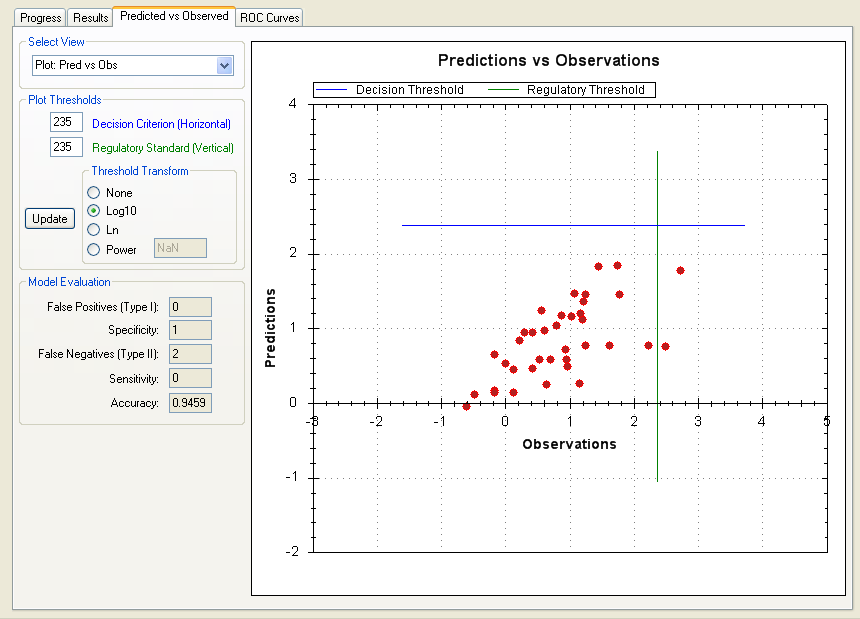 Progress Results Predicted vs Observed ROC Curves
Select View
Plot: Pred vs Obs
Plot Thresholds
235 Decision Criterion (Horizontal)
235 Regulatory Standard (Vertical)
Threshold Transform
None
Log10
Ln
Power NaN
Update
Model Evaluation
False Positives (Type I): 0
Specificity: 1
False Negatives (Type II): 2
Sensitivity: 0
Accuracy: 0.9459
Predictions vs Observations
Decision Threshold Regulatory Threshold
4
3
2
1
0
-1
-2
-3 -2 -1 0 1 2 3 4 5
Observations
Predictions